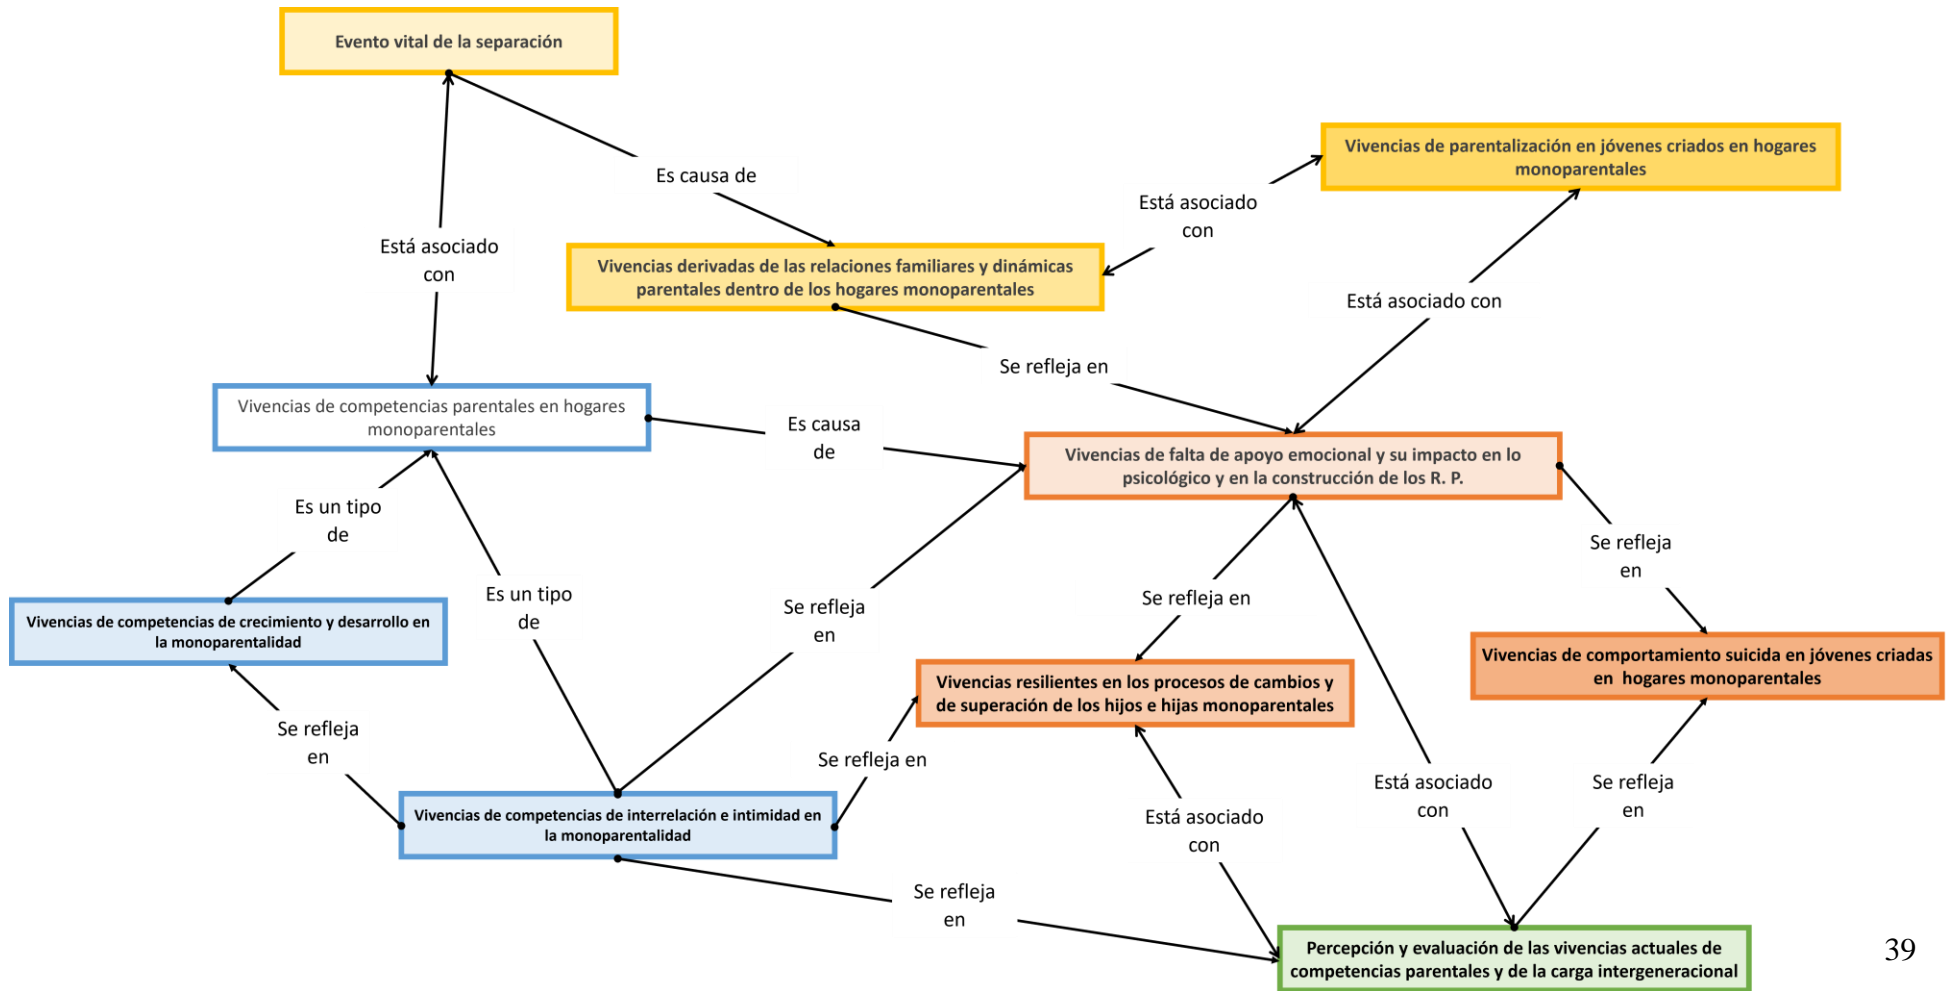 Evento vital de la separación
Vivencias de parentalización en jóvenes criados en hogares
monoparentales
Es causa de
Está asociado
con
Está asociado
con
Vivencias derivadas de las relaciones familiares y dinámicas
parentales dentro de los hogares monoparentales
Está asociado con
Se refleja en
Vivencias de competencias parentales en hogares
monoparentales
Es causa
de
Vivencias de falta de apoyo emocional y su impacto en lo
psicológico y en la construcción de los R. P.
Es un tipo
de
Se refleja
en
Es un tipo
de
Se refleja
en
Se refleja en
Vivencias de competencias de crecimiento y desarrollo en
la monoparentalidad
Vivencias de comportamiento suicida en jóvenes criadas
en hogares monoparentales
Vivencias resilientes en los procesos de cambios y
de superación de los hijos e hijas monoparentales
Se refleja
en
Se refleja en
Está asociado
con
Se refleja
en
Vivencias de competencias de interrelación e intimidad en
la monoparentalidad
Está asociado
con
Se refleja
en
Percepción y evaluación de las vivencias actuales de
competencias parentales y de la carga intergeneracional
39